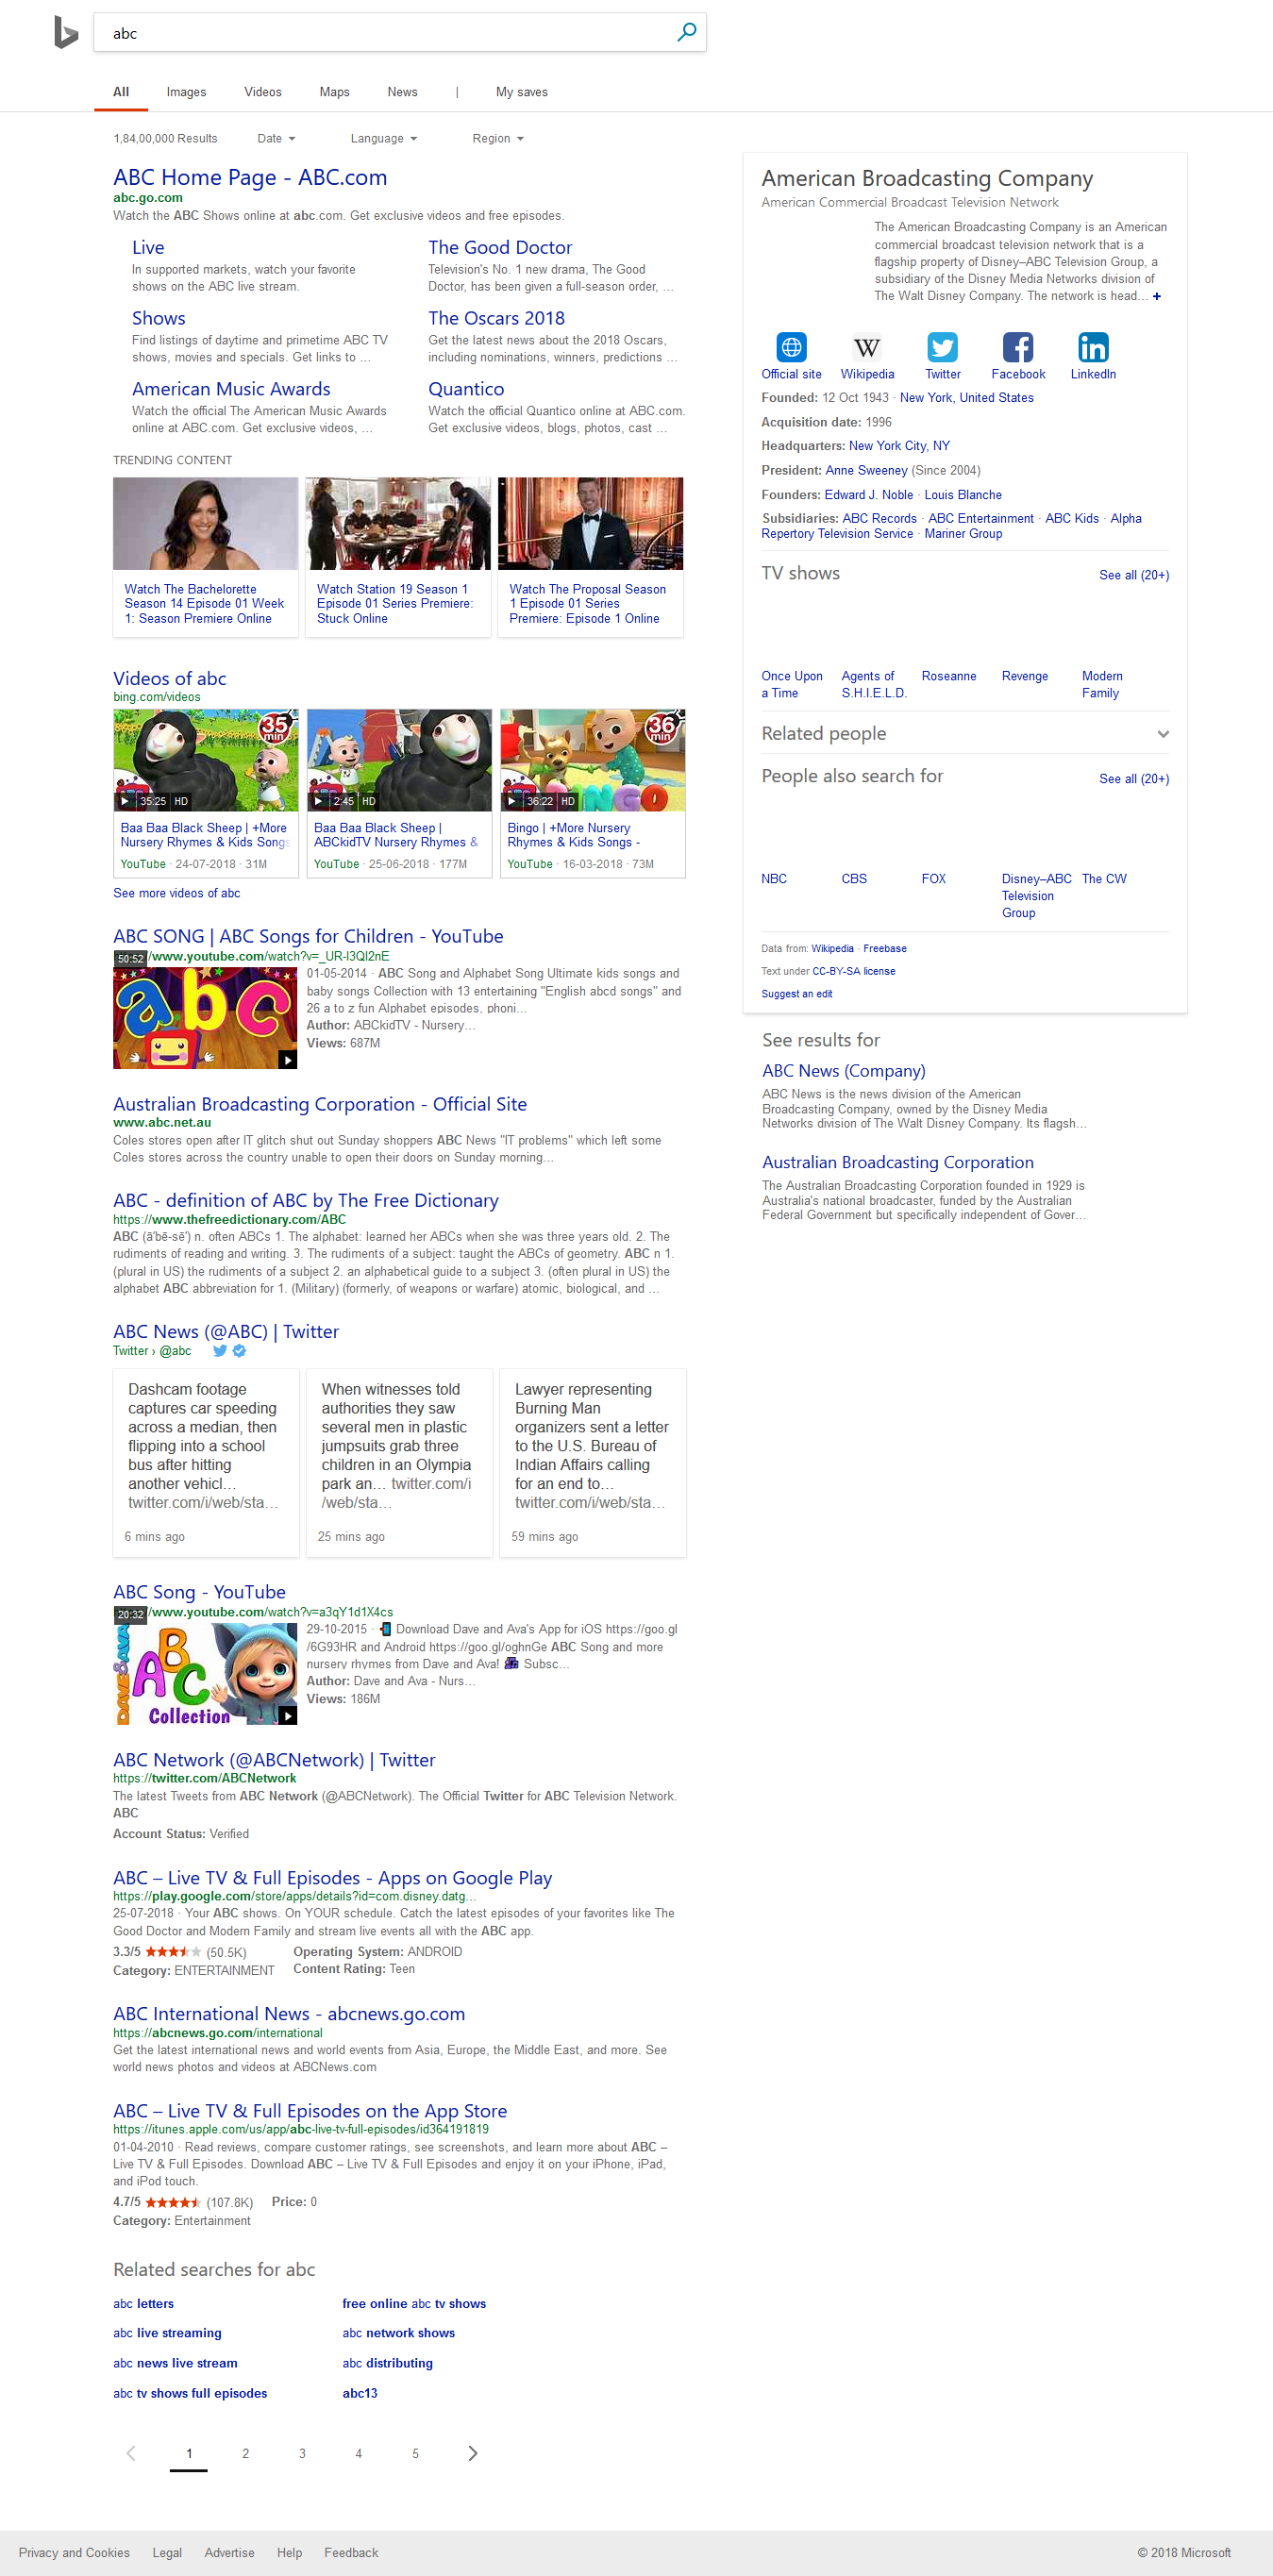 abc
All Images Videos Maps News | My saves
1,84,00,000 Results Date Language Region
ABC Home Page - ABC.com
abc.go.com
Watch the ABC Shows online at abc.com. Get exclusive videos and free episodes.
Live
In supported markets, watch your favorite
shows on the ABC live stream.
The Good Doctor
Television's No. 1 new drama, The Good
Doctor, has been given a full-season order, ...
Shows
Find listings of daytime and primetime ABC TV
shows, movies and specials. Get links to ...
The Oscars 2018
Get the latest news about the 2018 Oscars,
including nominations, winners, predictions ...
American Music Awards
Watch the official The American Music Awards
online at ABC.com. Get exclusive videos, ...
Quantico
Watch the official Quantico online at ABC.com.
Get exclusive videos, blogs, photos, cast ...
TRENDING CONTENT
Watch The Bachelorette
Season 14 Episode 01 Week
1: Season Premiere Online
Watch Station 19 Season 1
Episode 01 Series Premiere:
Stuck Online
Watch The Proposal Season
1 Episode 01 Series
Premiere: Episode 1 Online
Videos of abc
bing.com/videos
35 min
35:25 HD
Baa Baa Black Sheep | +More
Nursery Rhymes & Kids Songs
YouTube · 24-07-2018 · 31M
2:45 HD
Baa Baa Black Sheep |
ABCkidTV Nursery Rhymes &
YouTube · 25-06-2018 · 177M
36 min
36:22 HD
Bingo | +More Nursery
Rhymes & Kids Songs -
YouTube · 16-03-2018 · 73M
See more videos of abc
ABC SONG | ABC Songs for Children - YouTube
50:52 /www.youtube.com/watch?v=_UR-l3QI2nE
abc
01-05-2014 · ABC Song and Alphabet Song Ultimate kids songs and
baby songs Collection with 13 entertaining "English abcd songs" and
26 a to z fun Alphabet episodes, phoni...
Author: ABCkidTV - Nursery...
Views: 687M
Australian Broadcasting Corporation - Official Site
www.abc.net.au
Coles stores open after IT glitch shut out Sunday shoppers ABC News "IT problems" which left some
Coles stores across the country unable to open their doors on Sunday morning...
ABC - definition of ABC by The Free Dictionary
https://www.thefreedictionary.com/ABC
ABC (ā′bē-sē′) n. often ABCs 1. The alphabet: learned her ABCs when she was three years old. 2. The
rudiments of reading and writing. 3. The rudiments of a subject: taught the ABCs of geometry. ABC n 1.
(plural in US) the rudiments of a subject 2. an alphabetical guide to a subject 3. (often plural in US) the
alphabet ABC abbreviation for 1. (Military) (formerly, of weapons or warfare) atomic, biological, and ...
ABC News (@ABC) | Twitter
Twitter › @abc
Dashcam footage
captures car speeding
across a median, then
flipping into a school
bus after hitting
another vehicl...
twitter.com/i/web/sta...
6 mins ago
When witnesses told
authorities they saw
several men in plastic
jumpsuits grab three
children in an Olympia
park an... twitter.com/i
/web/sta...
25 mins ago
Lawyer representing
Burning Man
organizers sent a letter
to the U.S. Bureau of
Indian Affairs calling
for an end to...
twitter.com/i/web/sta...
59 mins ago
ABC Song - YouTube
20:32 /www.youtube.com/watch?v=a3qY1d1X4cs
DAVE & AVA
ABC
Collection
29-10-2015 · Download Dave and Ava's App for iOS https://goo.gl
/6G93HR and Android https://goo.gl/oghnGe ABC Song and more
nursery rhymes from Dave and Ava! Subsc...
Author: Dave and Ava - Nurs...
Views: 186M
ABC Network (@ABCNetwork) | Twitter
https://twitter.com/ABCNetwork
The latest Tweets from ABC Network (@ABCNetwork). The Official Twitter for ABC Television Network.
ABC
Account Status: Verified
ABC – Live TV & Full Episodes - Apps on Google Play
https://play.google.com/store/apps/details?id=com.disney.datg...
25-07-2018 · Your ABC shows. On YOUR schedule. Catch the latest episodes of your favorites like The
Good Doctor and Modern Family and stream live events all with the ABC app.
3.3/5 (50.5K) Operating System: ANDROID
Category: ENTERTAINMENT Content Rating: Teen
ABC International News - abcnews.go.com
https://abcnews.go.com/international
Get the latest international news and world events from Asia, Europe, the Middle East, and more. See
world news photos and videos at ABCNews.com
ABC – Live TV & Full Episodes on the App Store
https://itunes.apple.com/us/app/abc-live-tv-full-episodes/id364191819
01-04-2010 · Read reviews, compare customer ratings, see screenshots, and learn more about ABC –
Live TV & Full Episodes. Download ABC – Live TV & Full Episodes and enjoy it on your iPhone, iPad,
and iPod touch.
4.7/5 (107.8K) Price: 0
Category: Entertainment
Related searches for abc
abc letters
abc live streaming
abc news live stream
abc tv shows full episodes
free online abc tv shows
abc network shows
abc distributing
abc13
1 2 3 4 5
American Broadcasting Company
American Commercial Broadcast Television Network
The American Broadcasting Company is an American
commercial broadcast television network that is a
flagship property of Disney–ABC Television Group, a
subsidiary of the Disney Media Networks division of
The Walt Disney Company. The network is head... +
W
in
Official site Wikipedia Twitter Facebook LinkedIn
Founded: 12 Oct 1943 · New York, United States
Acquisition date: 1996
Headquarters: New York City, NY
President: Anne Sweeney (Since 2004)
Founders: Edward J. Noble · Louis Blanche
Subsidiaries: ABC Records · ABC Entertainment · ABC Kids · Alpha
Repertory Television Service · Mariner Group
TV shows See all (20+)
Once Upon
a Time
Agents of
S.H.I.E.L.D.
Roseanne
Revenge
Modern
Family
Related people
People also search for See all (20+)
NBC
CBS
FOX
Disney–ABC
Television
Group
The CW
Data from: Wikipedia · Freebase
Text under CC-BY-SA license
Suggest an edit
See results for
ABC News (Company)
ABC News is the news division of the American
Broadcasting Company, owned by the Disney Media
Networks division of The Walt Disney Company. Its flagsh...
Australian Broadcasting Corporation
The Australian Broadcasting Corporation founded in 1929 is
Australia's national broadcaster, funded by the Australian
Federal Government but specifically independent of Gover...
Privacy and Cookies Legal Advertise Help Feedback © 2018 Microsoft